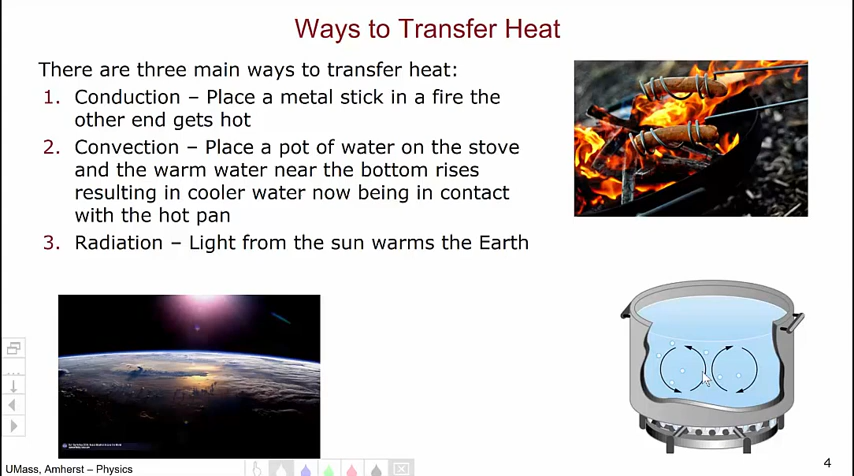 Ways to Transfer Heat
There are three main ways to transfer heat:
1. Conduction – Place a metal stick in a fire the
other end gets hot
2. Convection – Place a pot of water on the stove
and the warm water near the bottom rises
resulting in cooler water now being in contact
with the hot pan
3. Radiation – Light from the sun warms the Earth
UMass, Amherst – Physics
4